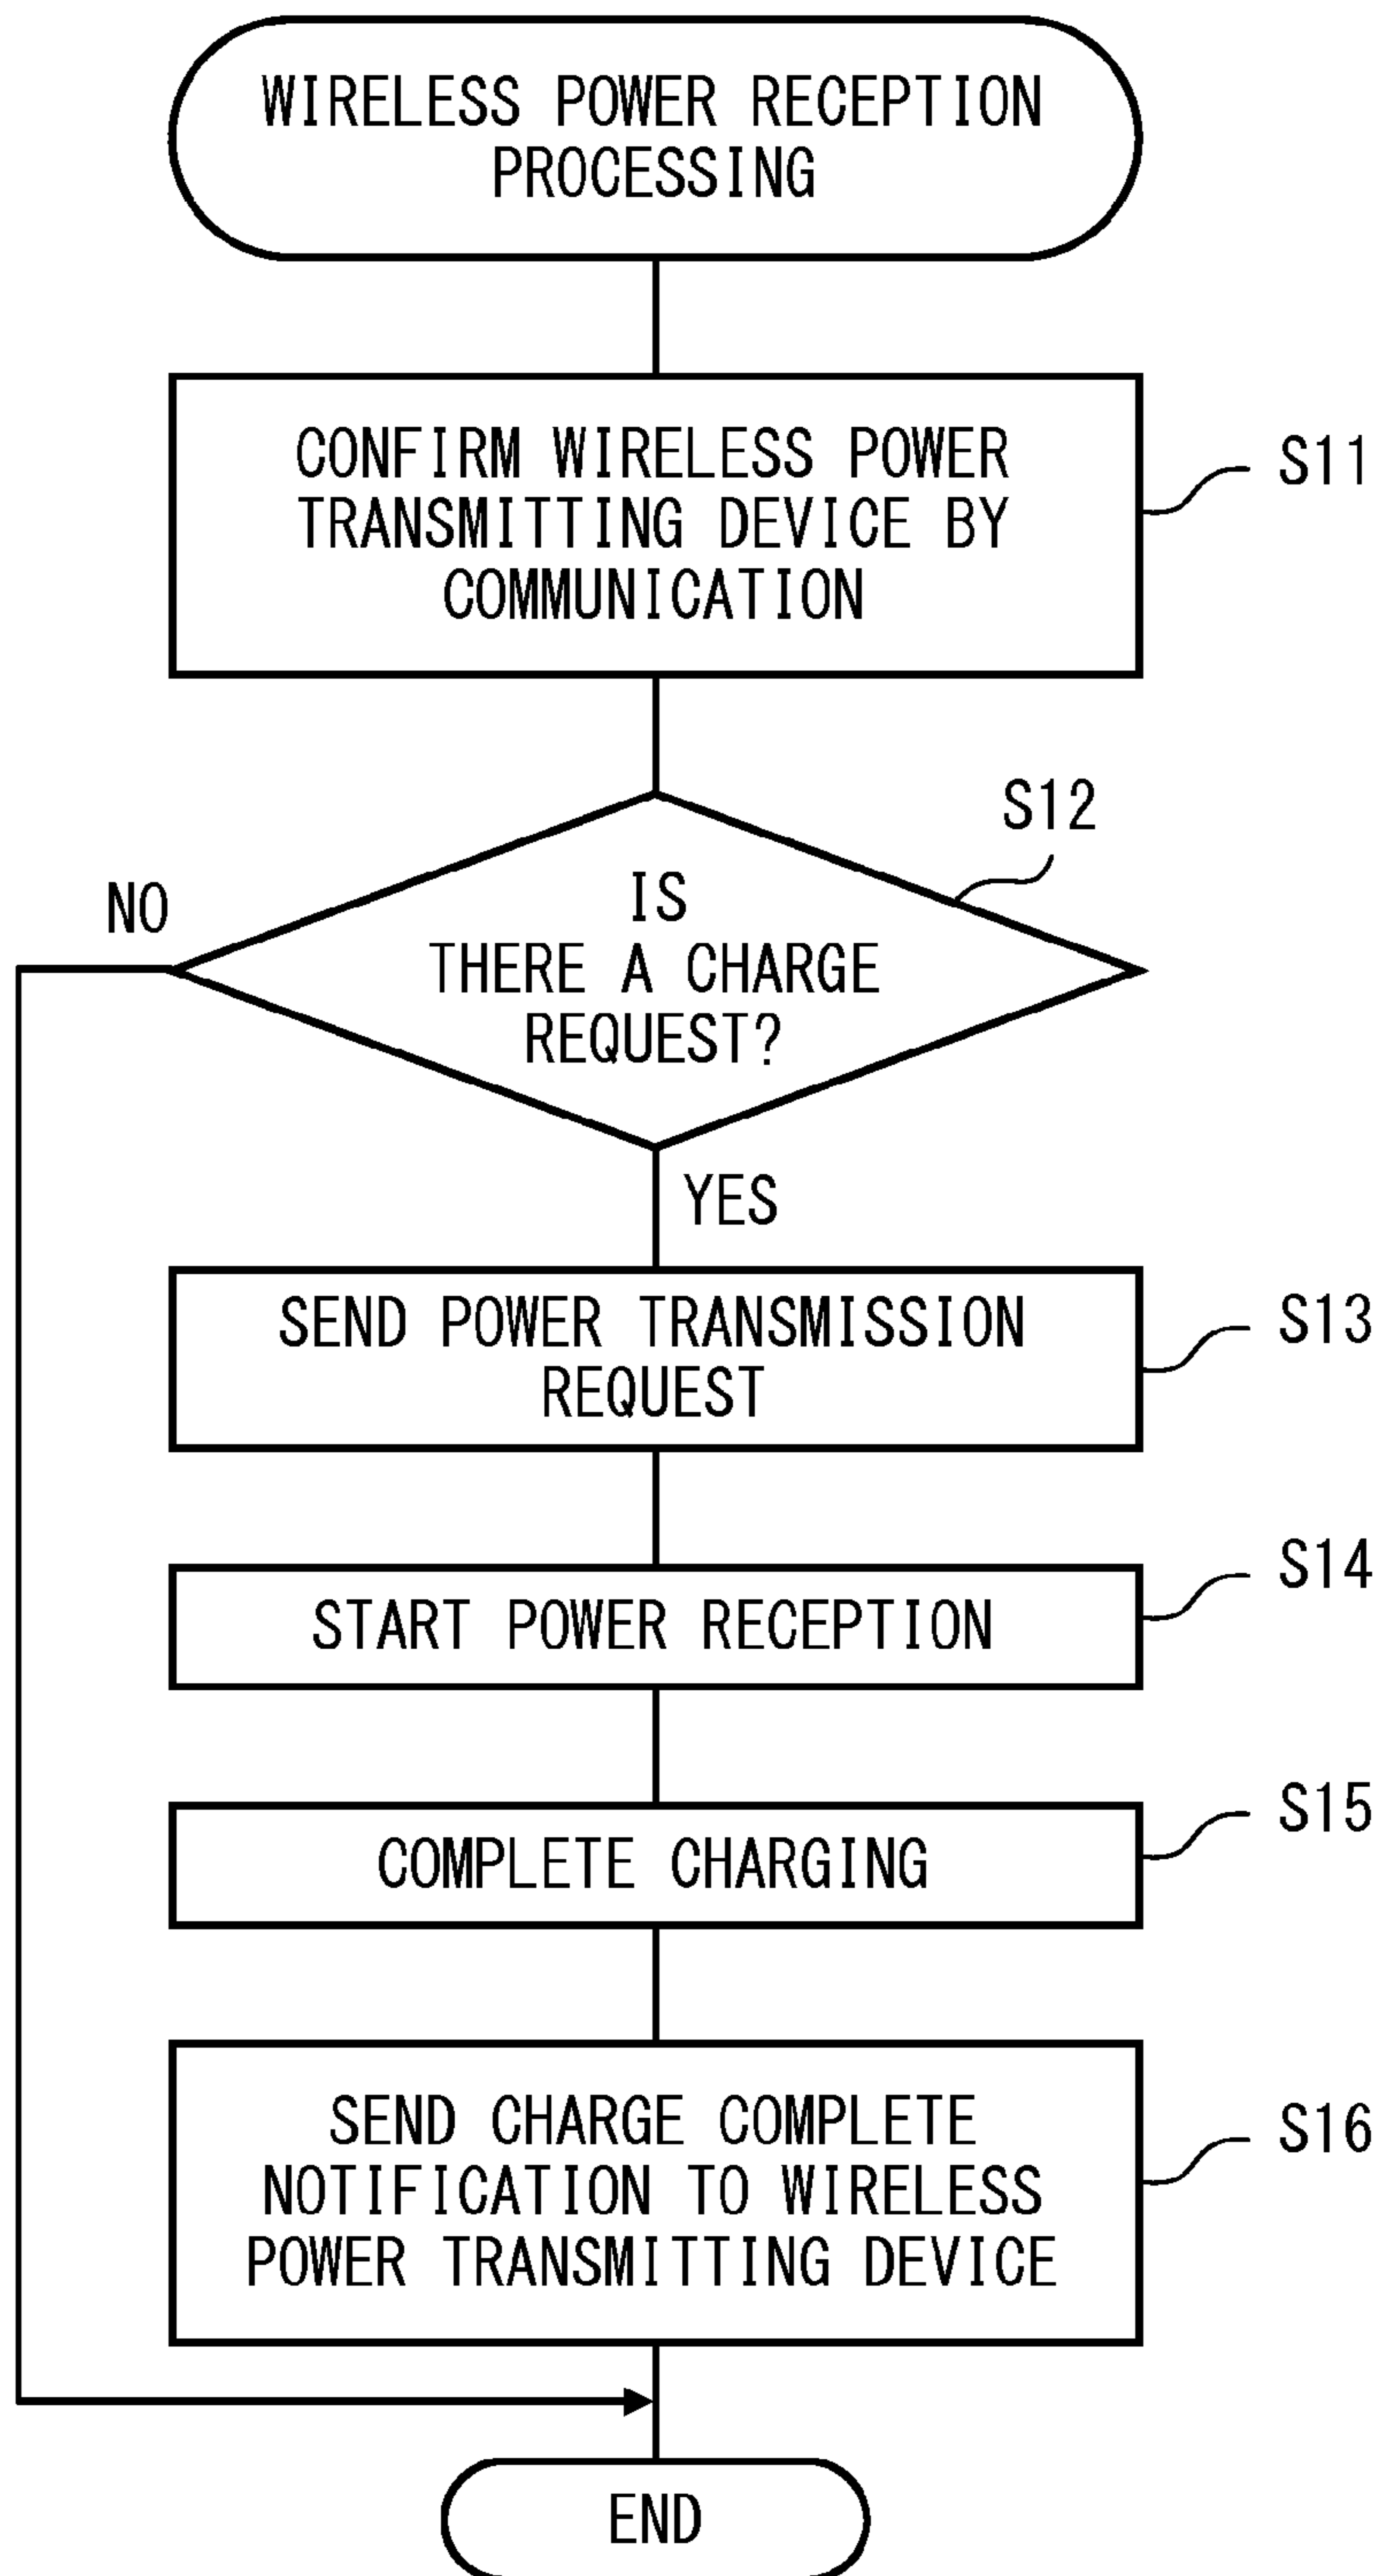 WIRELESS POWER RECEPTION
PROCESSING
CONFIRM WIRELESS POWER
TRANSMITTING DEVICE BY
COMMUNICATION
S11
S12
IS
THERE A CHARGE
REQUEST?
NO
YES
SEND POWER TRANSMISSION
REQUEST
S13
START POWER RECEPTION
S14
COMPLETE CHARGING
S15
SEND CHARGE COMPLETE
NOTIFICATION TO WIRELESS
POWER TRANSMITTING DEVICE
S16
END